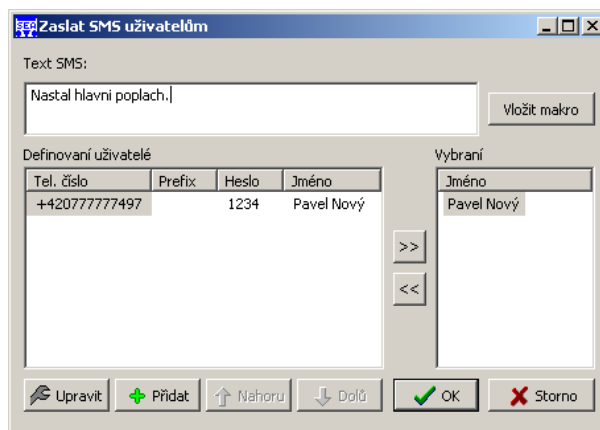 Zaslat SMS uživatelům
Text SMS:
Nastal hlavni poplach.
Vložit makro
Definovaní uživatelé
Vybraní
Tel. číslo Prefix Heslo Jméno
Jméno
+420777777497 1234 Pavel Nový
Pavel Nový
>>
<<
Upravit Přidat Nahoru Dolů OK Storno